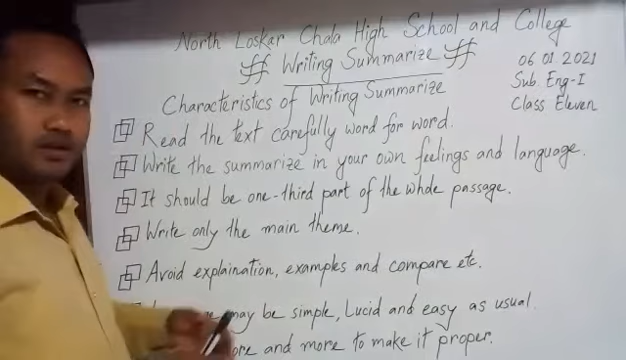 North Loskar Chala High School and College
Writing Summarize
06 01 2021
Sub. Eng-I
Class Eleven
Characteristics of Writing Summarize
Read the text carefully word for word.
Write the summarize in your own feelings and language.
It should be one-third part of the whole passage.
Write only the main theme.
Avoid explaination, examples and compare etc.
may be simple, Lucid and easy as usual.
more and more to make it proper.